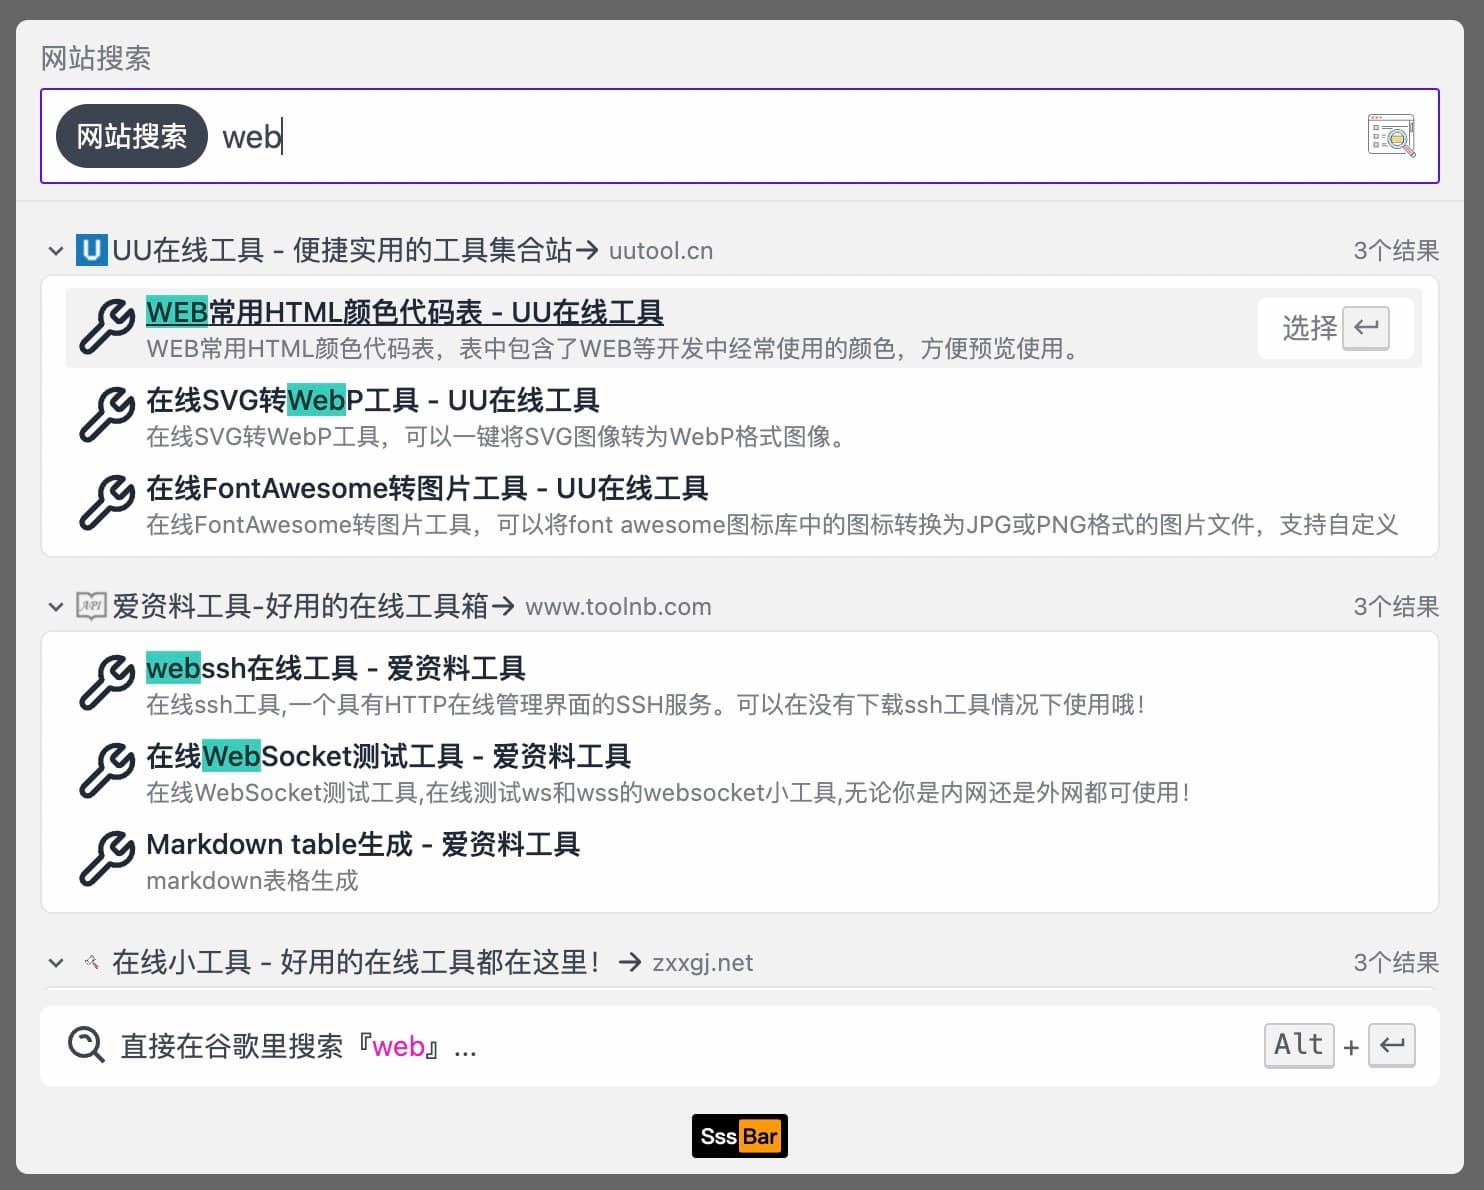 网站搜索
网站搜索 web
UU在线工具 - 便捷实用的工具集合站→ uutool.cn 3个结果
WEB常用HTML颜色代码表 - UU在线工具
WEB常用HTML颜色代码表，表中包含了WEB等开发中经常使用的颜色，方便预览使用。
选择
在线SVG转WebP工具 - UU在线工具
在线SVG转WebP工具，可以一键将SVG图像转为WebP格式图像。
在线FontAwesome转图片工具 - UU在线工具
在线FontAwesome转图片工具，可以将font awesome图标库中的图标转换为JPG或PNG格式的图片文件，支持自定义
API 爱资料工具-好用的在线工具箱→ www.toolnb.com 3个结果
webssh在线工具 - 爱资料工具
在线ssh工具,一个具有HTTP在线管理界面的SSH服务。可以在没有下载ssh工具情况下使用哦！
在线WebSocket测试工具 - 爱资料工具
在线WebSocket测试工具,在线测试ws和wss的websocket小工具,无论你是内网还是外网都可使用！
Markdown table生成 - 爱资料工具
markdown表格生成
在线小工具 - 好用的在线工具都在这里！ → zxxgj.net 3个结果
直接在谷歌里搜索『web』... Alt + ↵
Sss Bar